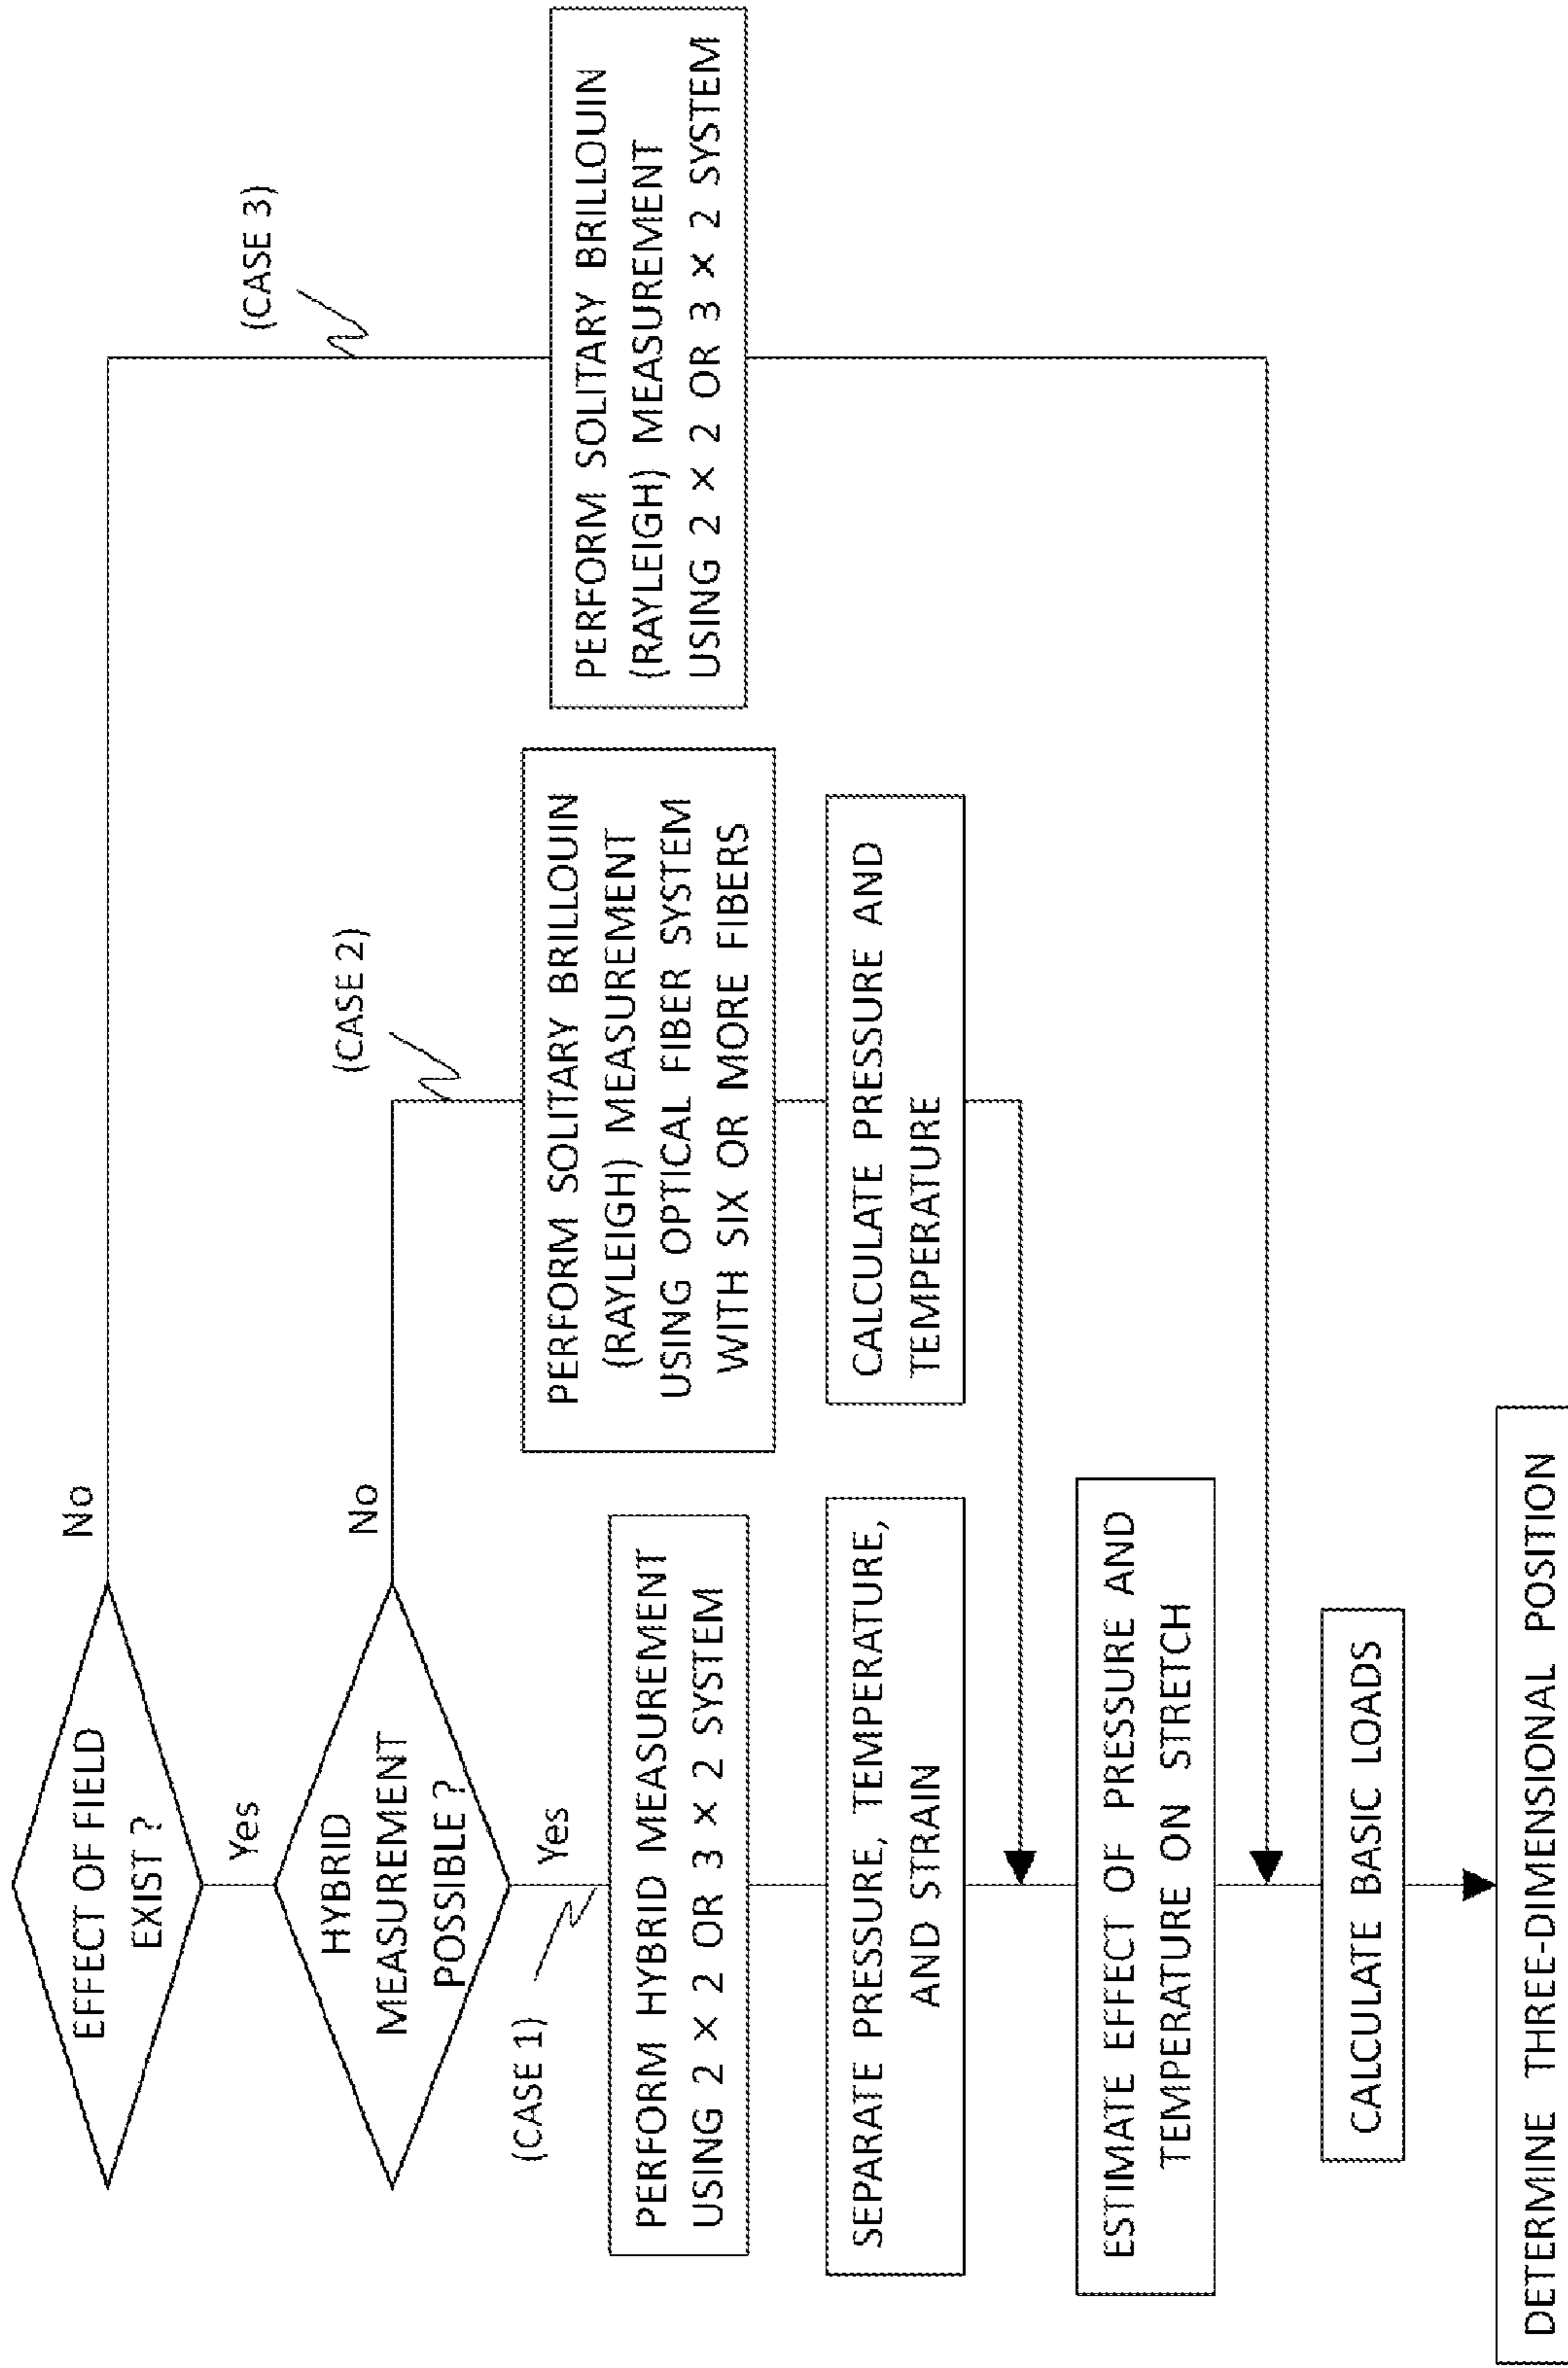 EFFECT OF FIELD
EXIST ?
No
Yes
HYBRID
MEASUREMENT
POSSIBLE ?
No
Yes
(CASE 1)
(CASE 2)
(CASE 3)
PERFORM HYBRID MEASUREMENT
USING 2 × 2 OR 3 × 2 SYSTEM
PERFORM SOLITARY BRILLOUIN
(RAYLEIGH) MEASUREMENT
USING OPTICAL FIBER SYSTEM
WITH SIX OR MORE FIBERS
PERFORM SOLITARY BRILLOUIN
(RAYLEIGH) MEASUREMENT
USING 2 × 2 OR 3 × 2 SYSTEM
SEPARATE PRESSURE, TEMPERATURE,
AND STRAIN
CALCULATE PRESSURE AND
TEMPERATURE
ESTIMATE EFFECT OF PRESSURE AND
TEMPERATURE ON STRETCH
CALCULATE BASIC LOADS
DETERMINE THREE-DIMENSIONAL POSITION